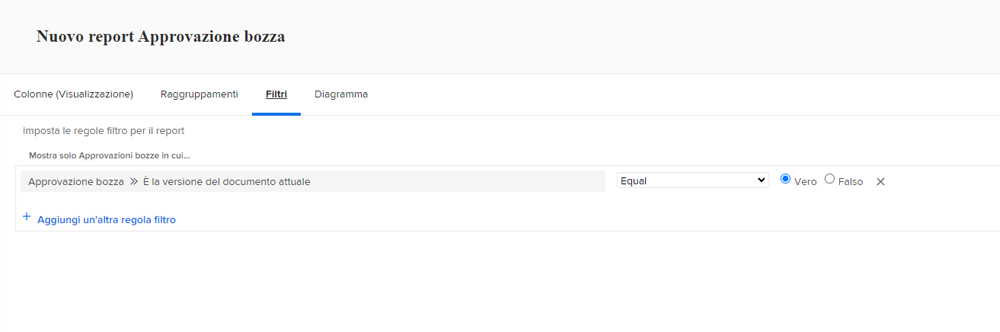 Nuovo report Approvazione bozza
Colonne (Visualizzazione) Raggruppamenti Filtri Diagramma
Imposta le regole filtro per il report
Mostra solo Approvazioni bozze in cui...
Approvazione bozza È la versione del documento attuale Equal Vero Falso
Aggiungi un'altra regola filtro